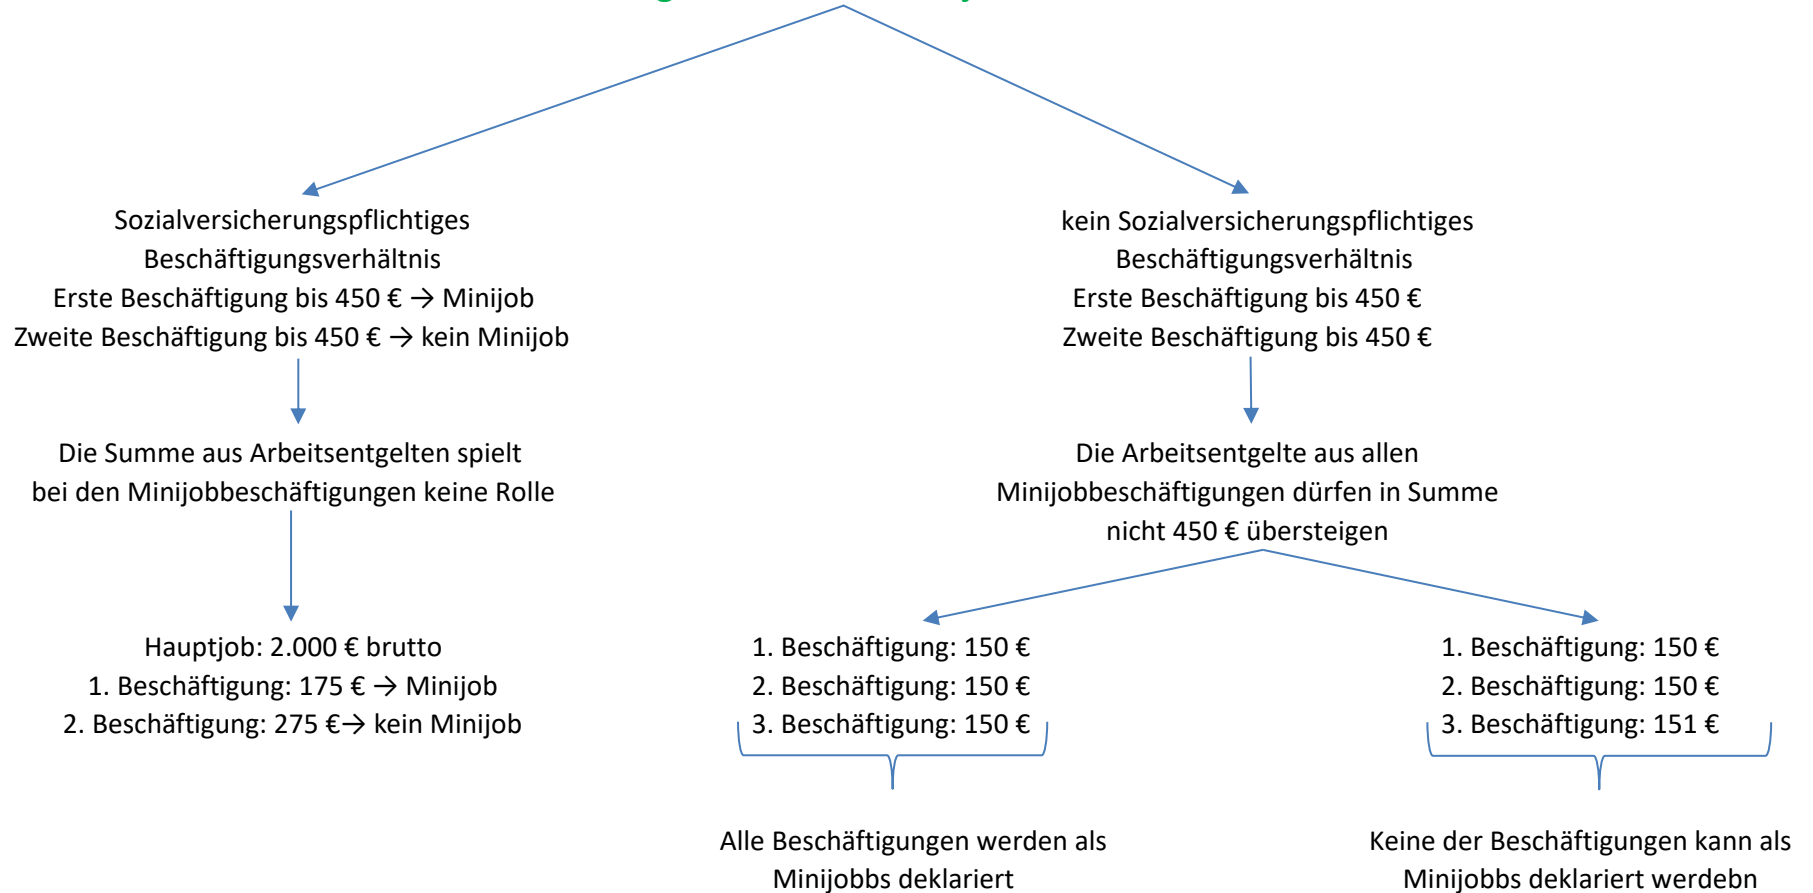 Sozialversicherungspflichtiges
Beschäftigungsverhältnis
Erste Beschäftigung bis 450 € → Minijob
Zweite Beschäftigung bis 450 € → kein Minijob
kein Sozialversicherungspflichtiges
Beschäftigungsverhältnis
Erste Beschäftigung bis 450 €
Zweite Beschäftigung bis 450 €
Die Summe aus Arbeitsentgelten spielt
bei den Minijobbeschäftigungen keine Rolle
Die Arbeitsentgelte aus allen
Minijobbeschäftigungen dürfen in Summe
nicht 450 € übersteigen
Hauptjob: 2.000 € brutto
1. Beschäftigung: 175 € → Minijob
2. Beschäftigung: 275 €→ kein Minijob
1. Beschäftigung: 150 €
2. Beschäftigung: 150 €
3. Beschäftigung: 150 €
1. Beschäftigung: 150 €
2. Beschäftigung: 150 €
3. Beschäftigung: 151 €
Alle Beschäftigungen werden als
Minijobbs deklariert
Keine der Beschäftigungen kann als
Minijobbs deklariert werdebn